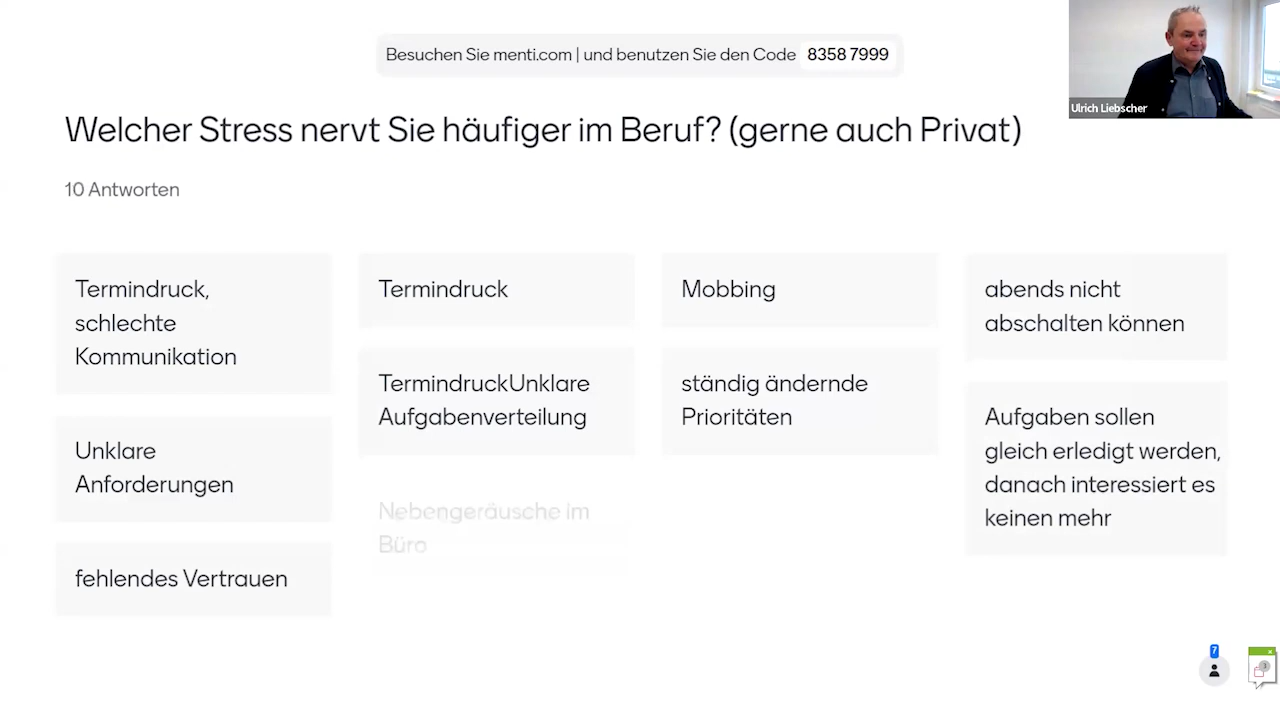 Besuchen Sie menti.com | und benutzen Sie den Code 8358 7999
Ulrich Liebscher
Welcher Stress nervt Sie häufiger im Beruf? (gerne auch Privat)
10 Antworten
Termindruck,
schlechte
Kommunikation
Unklare
Anforderungen
fehlendes Vertrauen
Termindruck
TermindruckUnklare
Aufgabenverteilung
Nebengeräusche im
Büro
Mobbing
ständig ändernde
Prioritäten
abends nicht
abschalten können
Aufgaben sollen
gleich erledigt werden,
danach interessiert es
keinen mehr
7